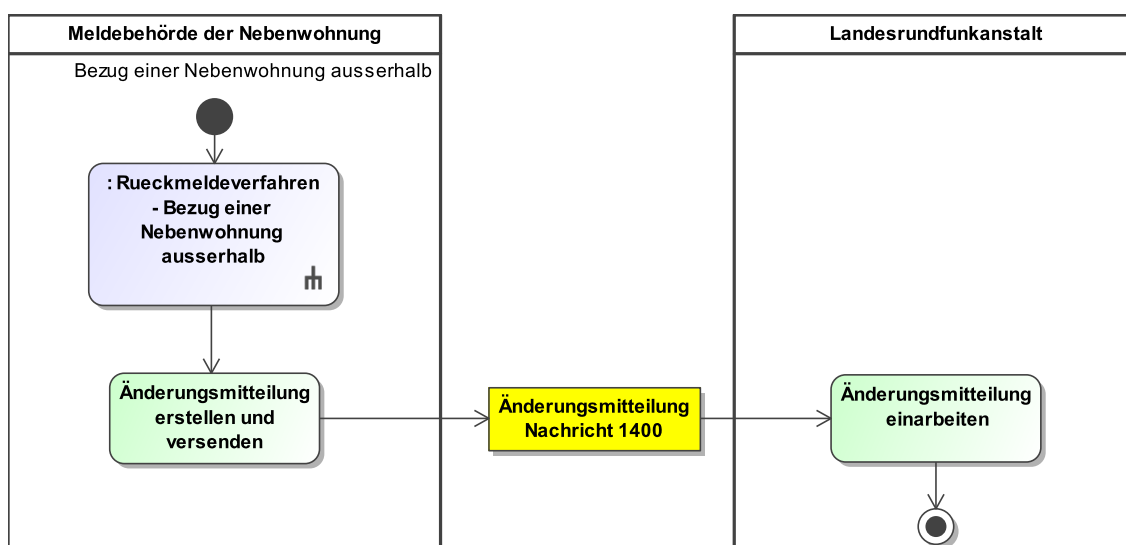 Meldebehörde der Nebenwohnung
Landesrundfunkanstalt
Bezug einer Nebenwohnung ausserhalb
: Rueckmeldeverfahren
- Bezug einer
Nebenwohnung
ausserhalb
Änderungsmitteilung
erstellen und
versenden
Änderungsmitteilung
Nachricht 1400
Änderungsmitteilung
einarbeiten